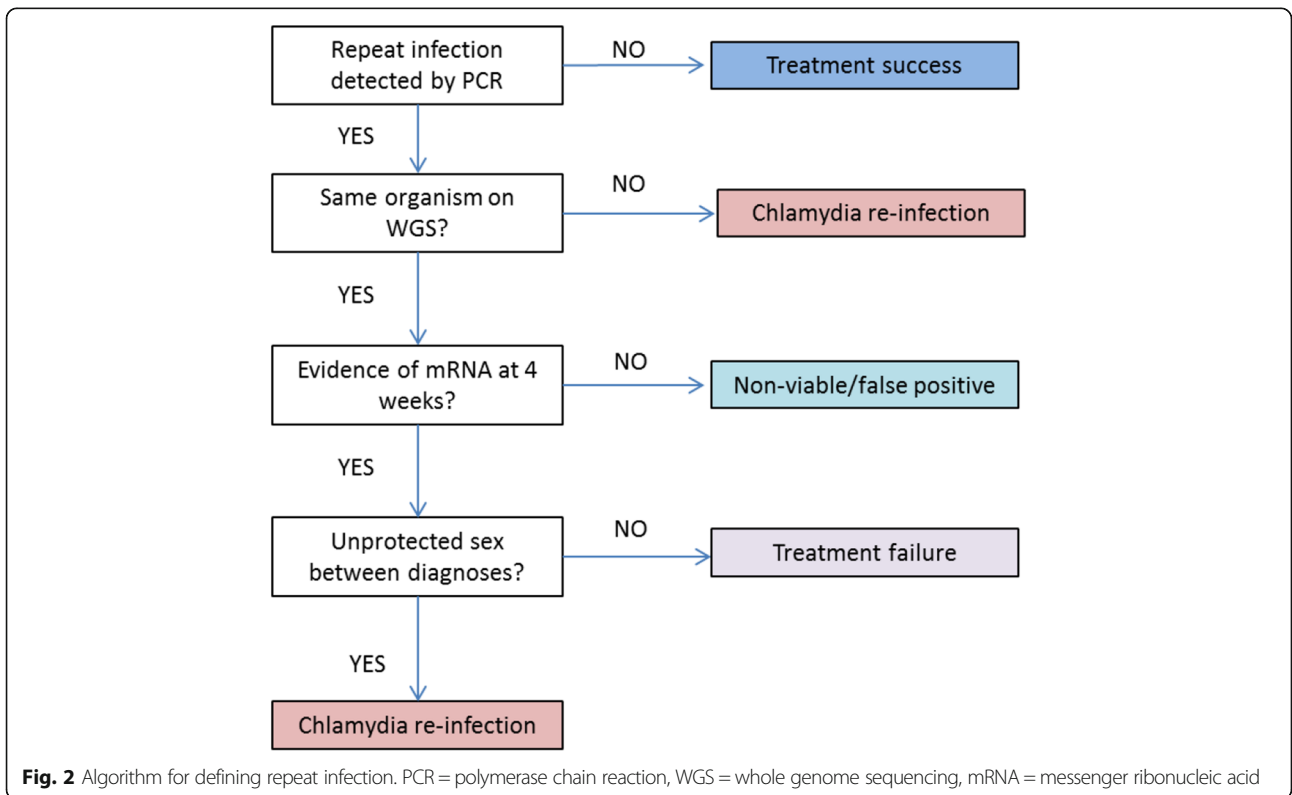 Repeat infection
detected by PCR
NO
Treatment success
YES
Same organism on
WGS?
NO
Chlamydia re-infection
YES
Evidence of mRNA at 4
weeks?
NO
Non-viable/false positive
YES
Unprotected sex
between diagnoses?
NO
Treatment failure
YES
Chlamydia re-infection
Fig. 2 Algorithm for defining repeat infection. PCR = polymerase chain reaction, WGS = whole genome sequencing, mRNA = messenger ribonucleic acid